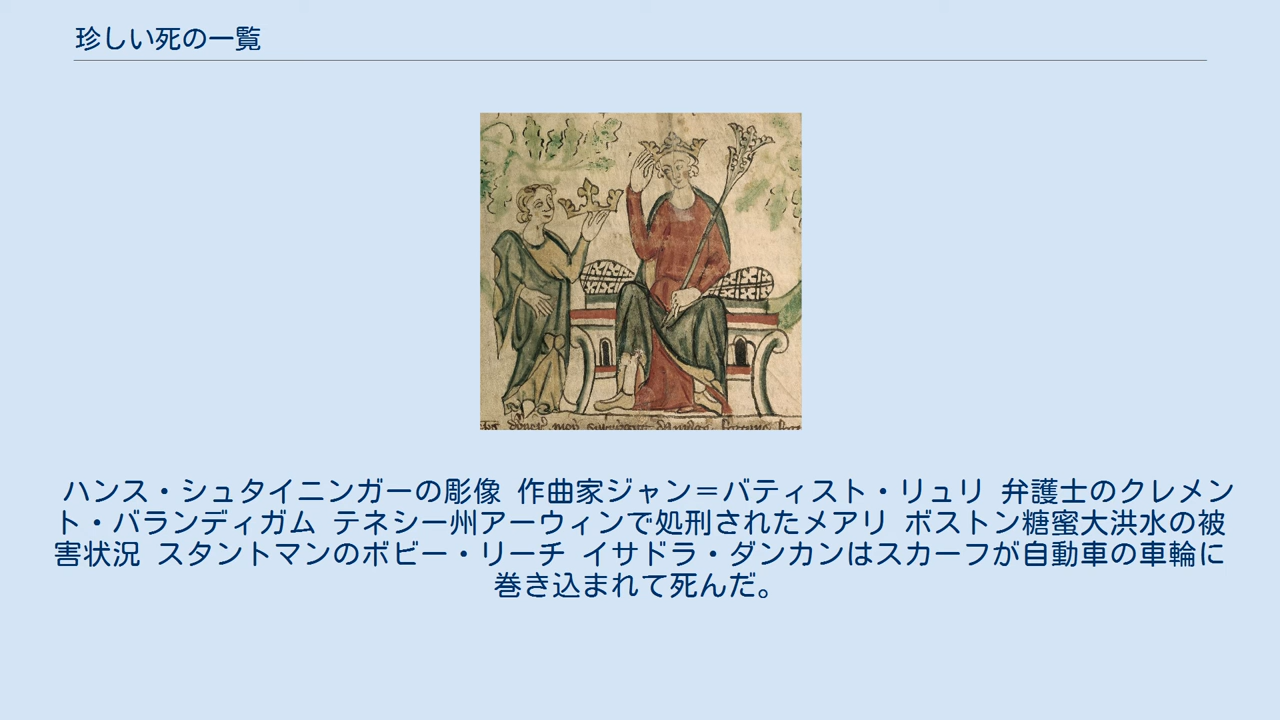 珍しい死の一覧
ハンス・シュタイニンガーの彫像 作曲家ジャン＝バティスト・リュリ 弁護士のクレメン
ト・バランディガム テネシー州アーウィンで処刑されたメアリ ボストン糖蜜大洪水の被
害状況 スタントマンのボビー・リーチ イサドラ・ダンカンはスカーフが自動車の車輪に
巻き込まれて死んだ。